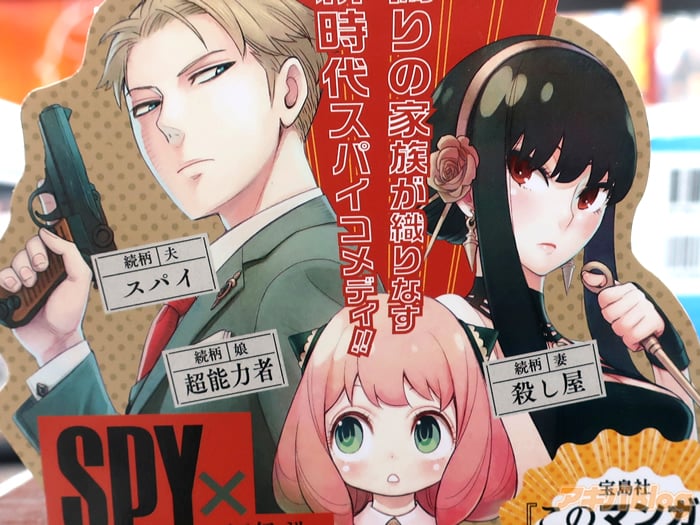 りの家族が織りなす
時代スパイコメディ!!
続柄 夫
スパイ
続柄 娘
超能力者
続柄 妻
殺し屋
SPY×
宝島社
『このマンガ